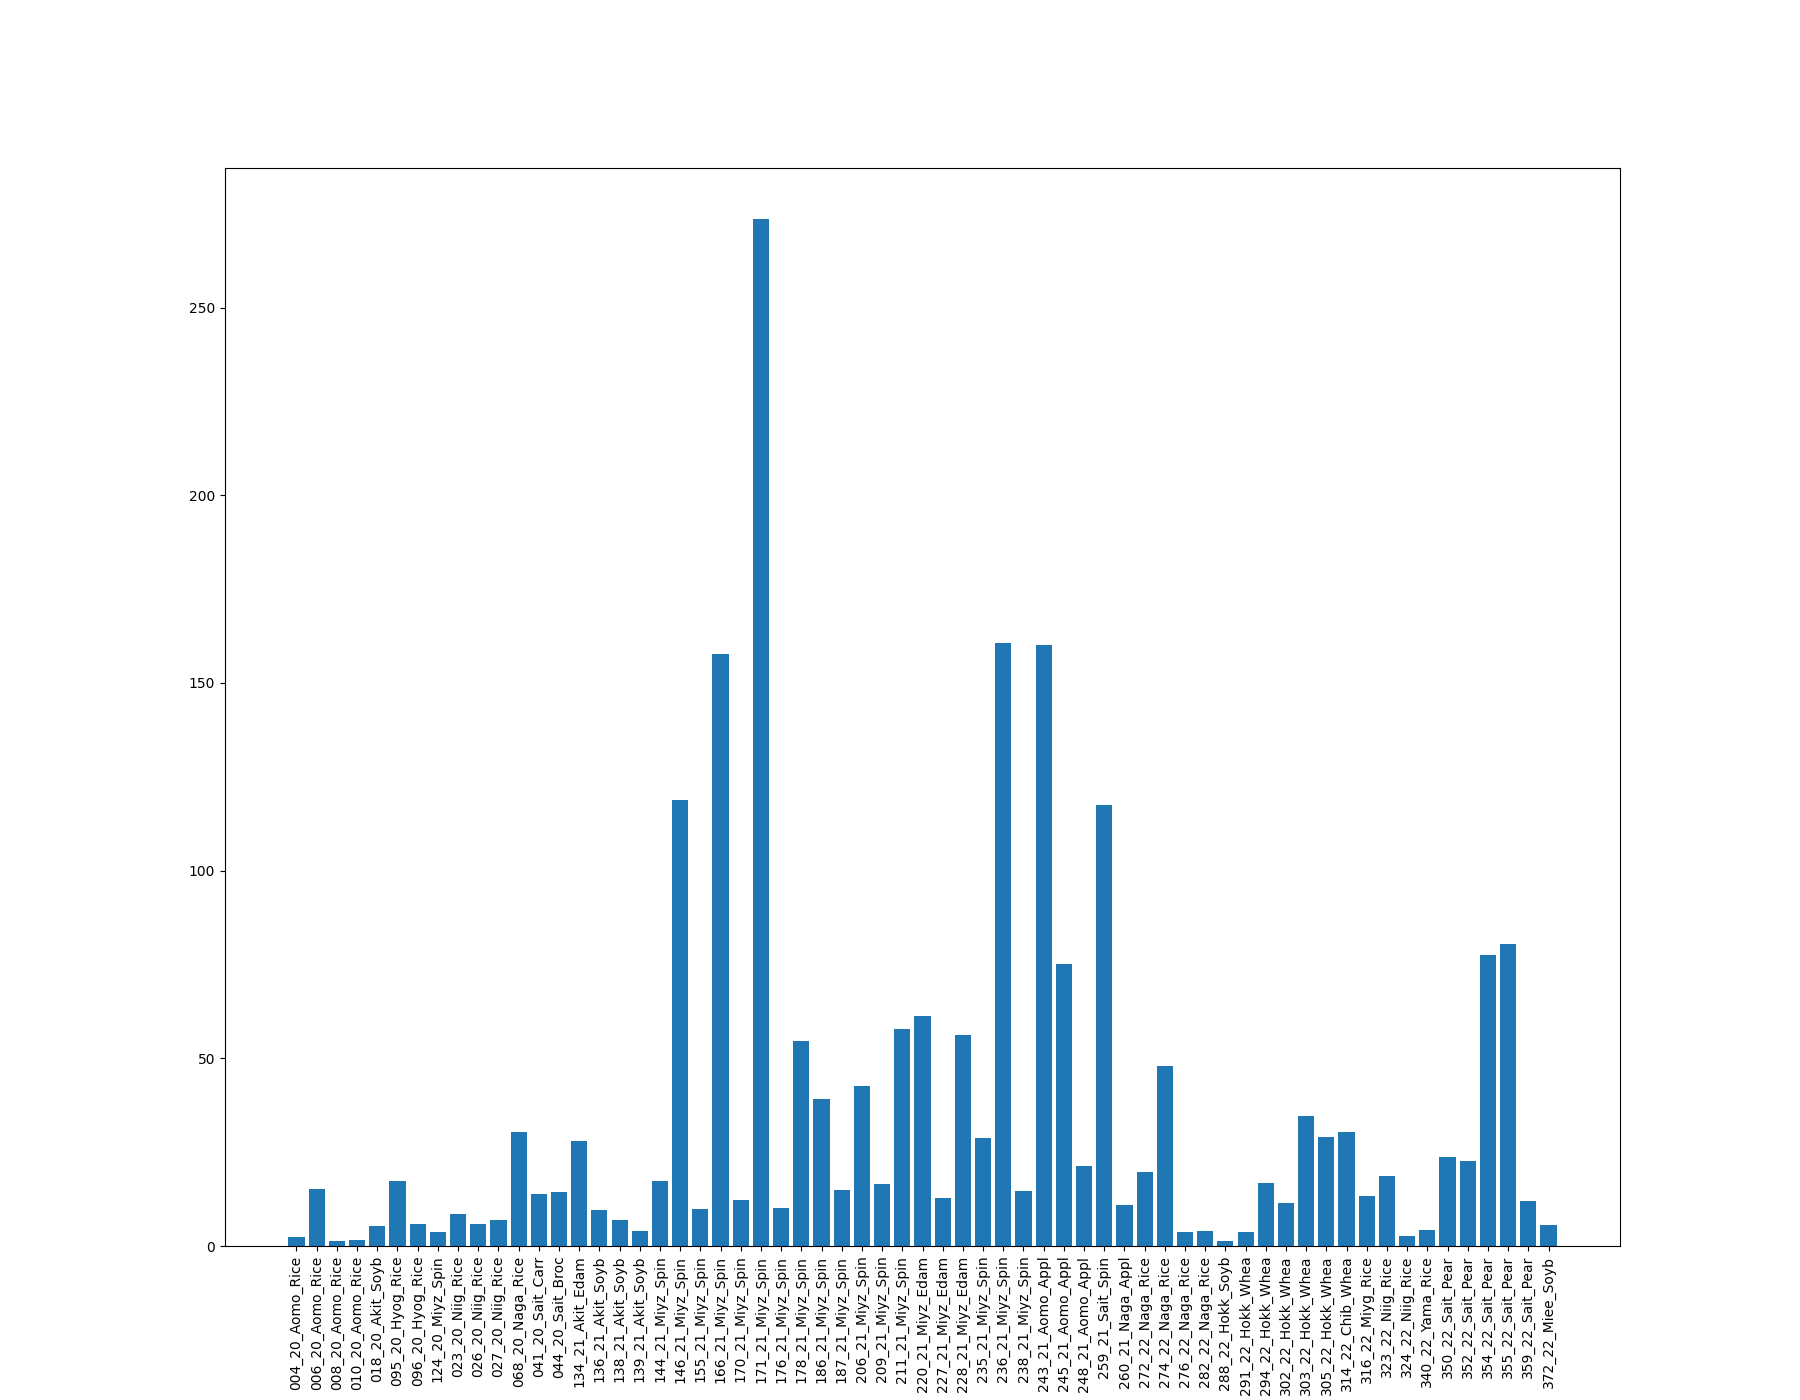 250
200
150
100
50
0
004_20_Aomo_Rice
006_20_Aomo_Rice
008_20_Aomo_Rice
010_20_Aomo_Rice
018_20_Akit_Soyb
095_20_Hyog_Rice
096_20_Hyog_Rice
124_20_Miyz_Spin
023_20_Niig_Rice
026_20_Niig_Rice
027_20_Niig_Rice
068_20_Naga_Rice
041_20_Sait_Carr
044_20_Sait_Broc
134_21_Akit_Edam
136_21_Akit_Soyb
138_21_Akit_Soyb
139_21_Akit_Soyb
144_21_Miyz_Spin
146_21_Miyz_Spin
155_21_Miyz_Spin
166_21_Miyz_Spin
170_21_Miyz_Spin
171_21_Miyz_Spin
176_21_Miyz_Spin
178_21_Miyz_Spin
186_21_Miyz_Spin
187_21_Miyz_Spin
206_21_Miyz_Spin
209_21_Miyz_Spin
211_21_Miyz_Spin
220_21_Miyz_Edam
227_21_Miyz_Edam
228_21_Miyz_Edam
235_21_Miyz_Spin
236_21_Miyz_Spin
238_21_Miyz_Spin
243_21_Aomo_Appl
245_21_Aomo_Appl
248_21_Aomo_Appl
259_21_Sait_Spin
260_21_Naga_Appl
272_22_Naga_Rice
274_22_Naga_Rice
276_22_Naga_Rice
282_22_Naga_Rice
288_22_Hokk_Soyb
291_22_Hokk_Whea
294_22_Hokk_Whea
302_22_Hokk_Whea
303_22_Hokk_Whea
305_22_Hokk_Whea
314_22_Chib_Whea
316_22_Miyg_Rice
323_22_Niig_Rice
324_22_Niig_Rice
340_22_Yama_Rice
350_22_Sait_Pear
352_22_Sait_Pear
354_22_Sait_Pear
355_22_Sait_Pear
359_22_Sait_Pear
372_22_Miee_Soyb